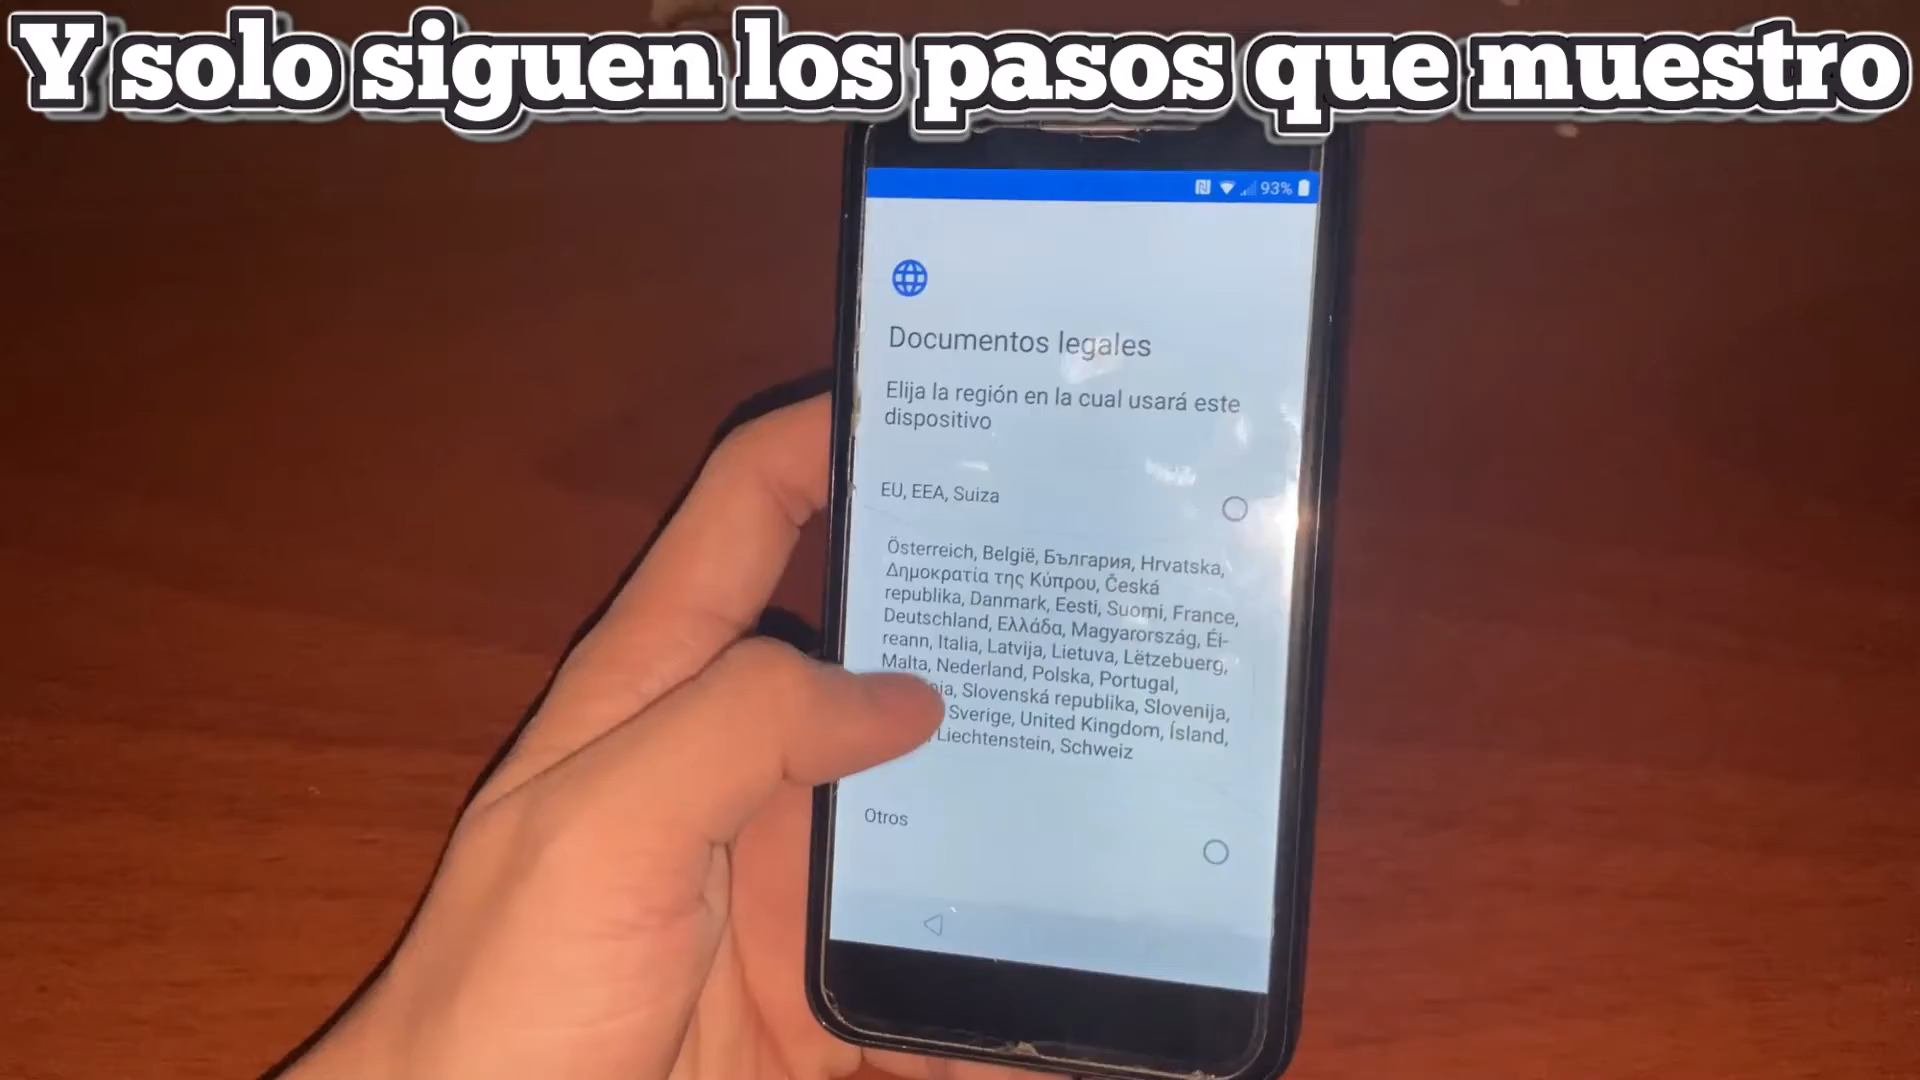 Y solo siguen los pasos que muestro
93%
Documentos legales
Elija la región en la cual usará este
dispositivo
EU, EEA, Suiza
Österreich, België, България, Hrvatska,
Δημοκρατία της Κύπρου, Česká
republika, Danmark, Eesti, Suomi, France,
Deutschland, Ελλάδα, Magyarország, Éi-
reann, Italia, Latvija, Lietuva, Lëtzebuerg,
Malta, Nederland, Polska, Portugal,
Slovenská republika, Slovenija,
Sverige, United Kingdom, Ísland,
Liechtenstein, Schweiz
Otros